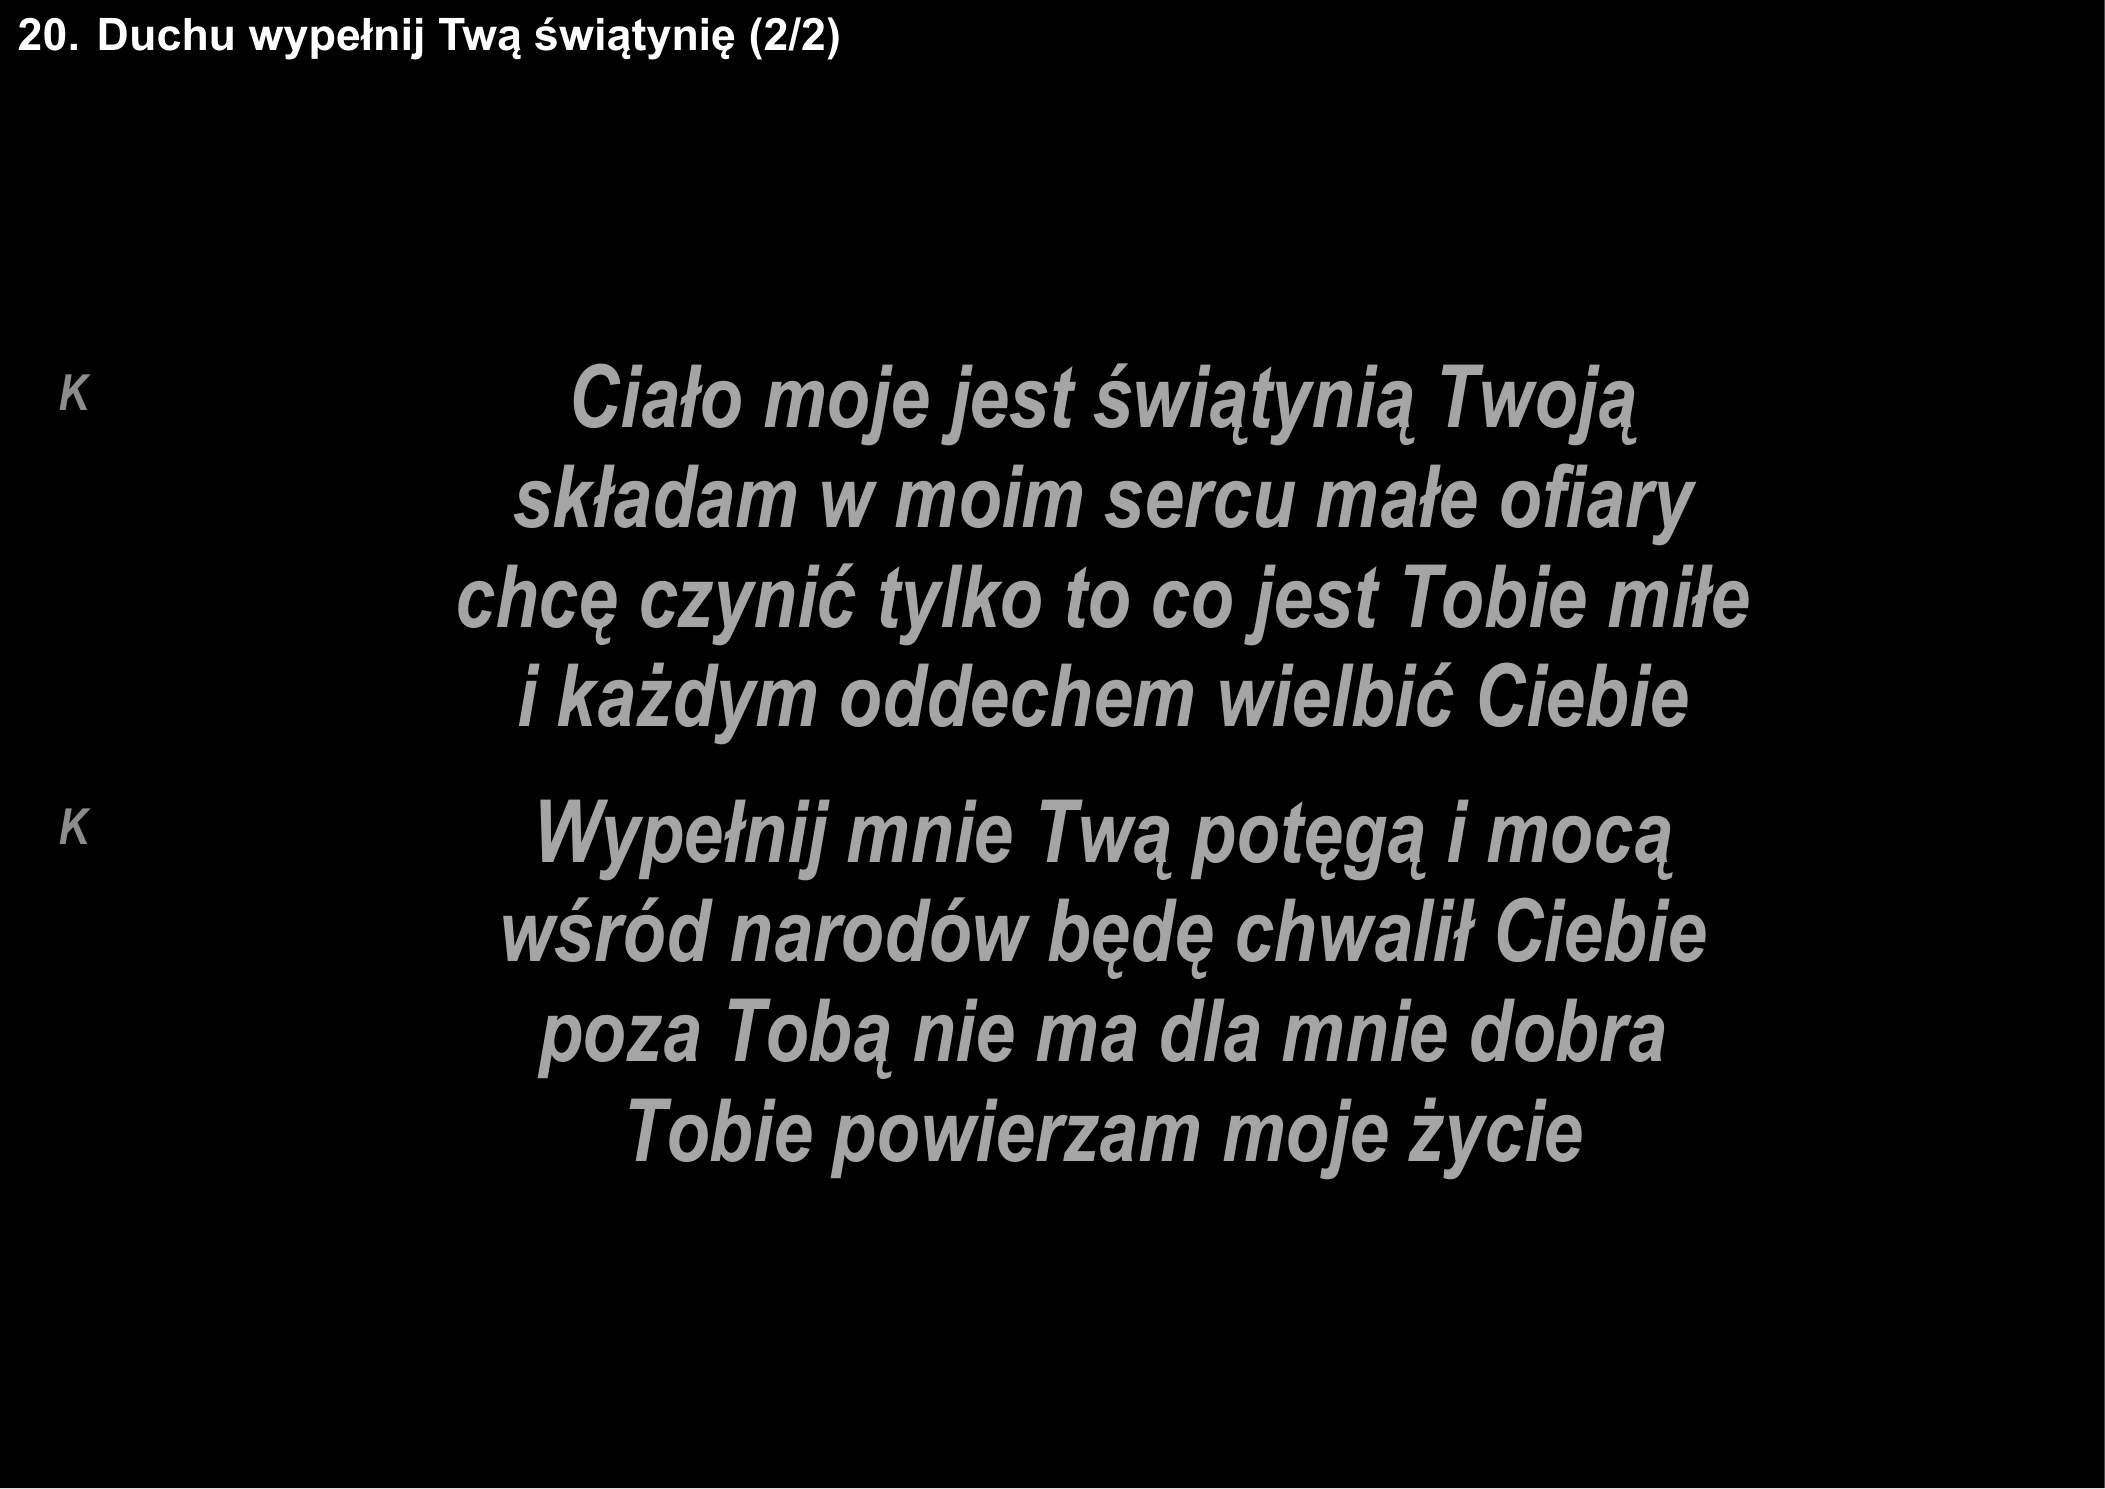 20. Duchu wypełnij Twą świątynię (2/2)
K
Ciało moje jest świątynią Twoją
składam w moim sercu małe ofiary
chcę czynić tylko to co jest Tobie miłe
i każdym oddechem wielbić Ciebie
K
Wypełnij mnie Twą potęgą i mocą
wśród narodów będę chwalił Ciebie
poza Tobą nie ma dla mnie dobra
Tobie powierzam moje życie